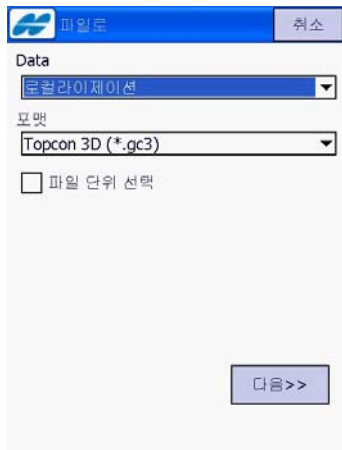 파일로 취소
Data
로컬라이제이션
포맷
Topcon 3D (*.gc3)
파일 단위 선택
다음>>